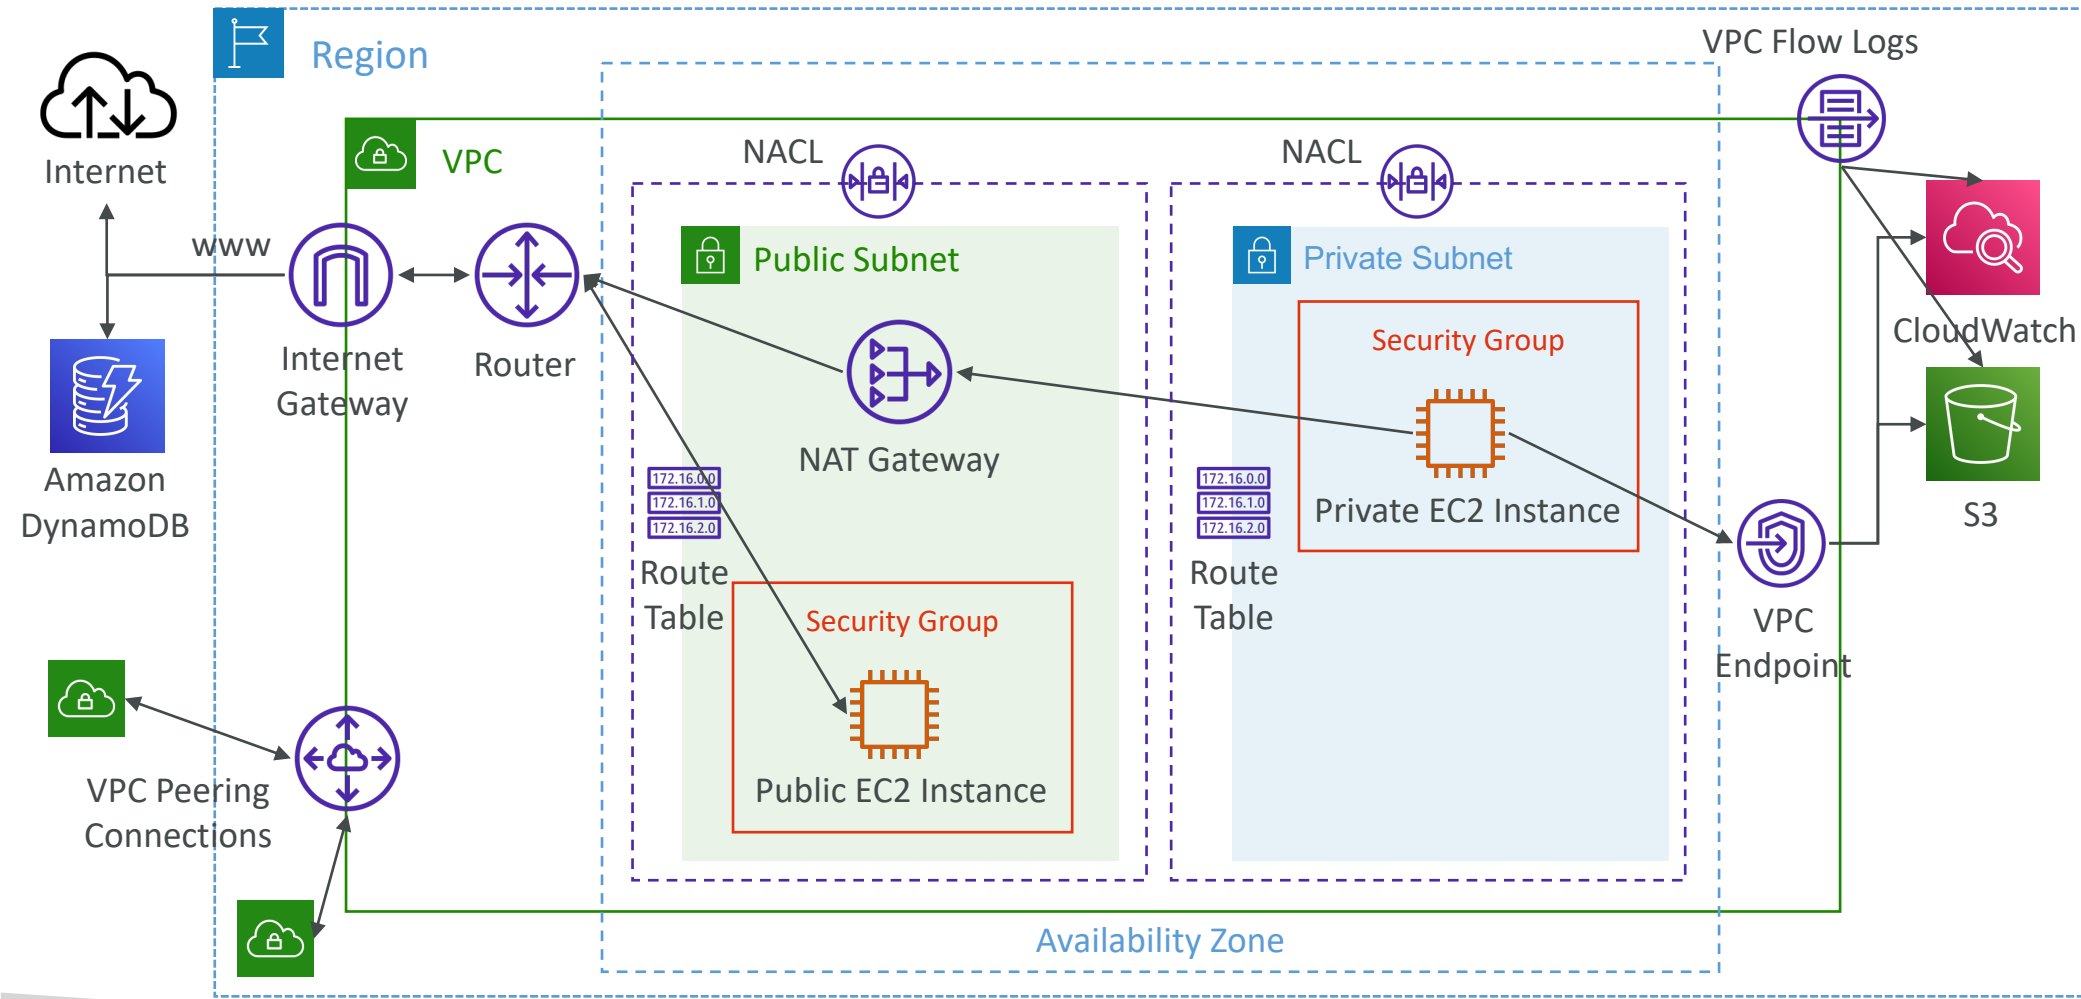 Region
VPC Flow Logs
Internet
VPC
NACL
NACL
www
Public Subnet
Private Subnet
Security Group
CloudWatch
Internet
Gateway
Router
NAT Gateway
Amazon
DynamoDB
172.16.0.0
172.16.1.0
172.16.2.0
172.16.0.0
172.16.1.0
172.16.2.0
Private EC2 Instance
S3
Route
Table
Route
Table
Security Group
VPC
Endpoint
VPC Peering
Connections
Public EC2 Instance
Availability Zone